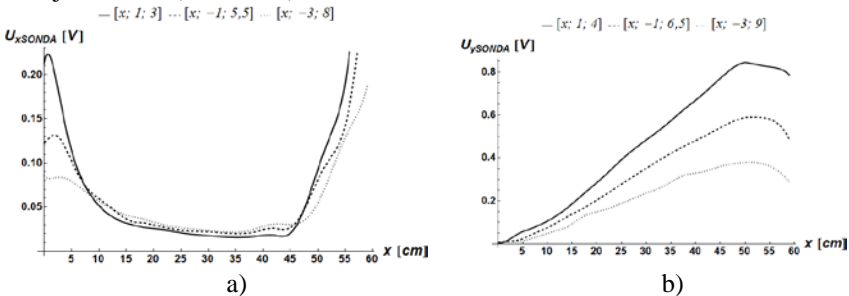 — [x; 1; 3] --- [x; −1; 5,5] ···· [x; −3; 8]
UxSONDA [V]
0.20
0.15
0.10
0.05
5 10 15 20 25 30 35 40 45 50 55 60
x [cm]
a)
— [x; 1; 4] --- [x; −1; 6,5] ···· [x; −3; 9]
UySONDA [V]
0.8
0.6
0.4
0.2
5 10 15 20 25 30 35 40 45 50 55 60
x [cm]
b)